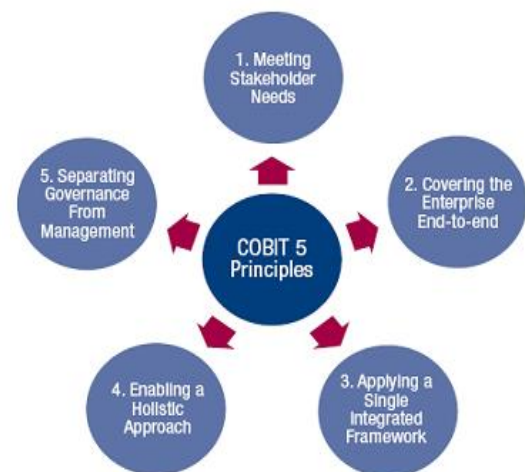 1. Meeting
Stakeholder
Needs
2. Covering the
Enterprise
End-to-end
3. Applying a
Single
Integrated
Framework
4. Enabling a
Holistic
Approach
5. Separating
Governance
From
Management
COBIT 5
Principles